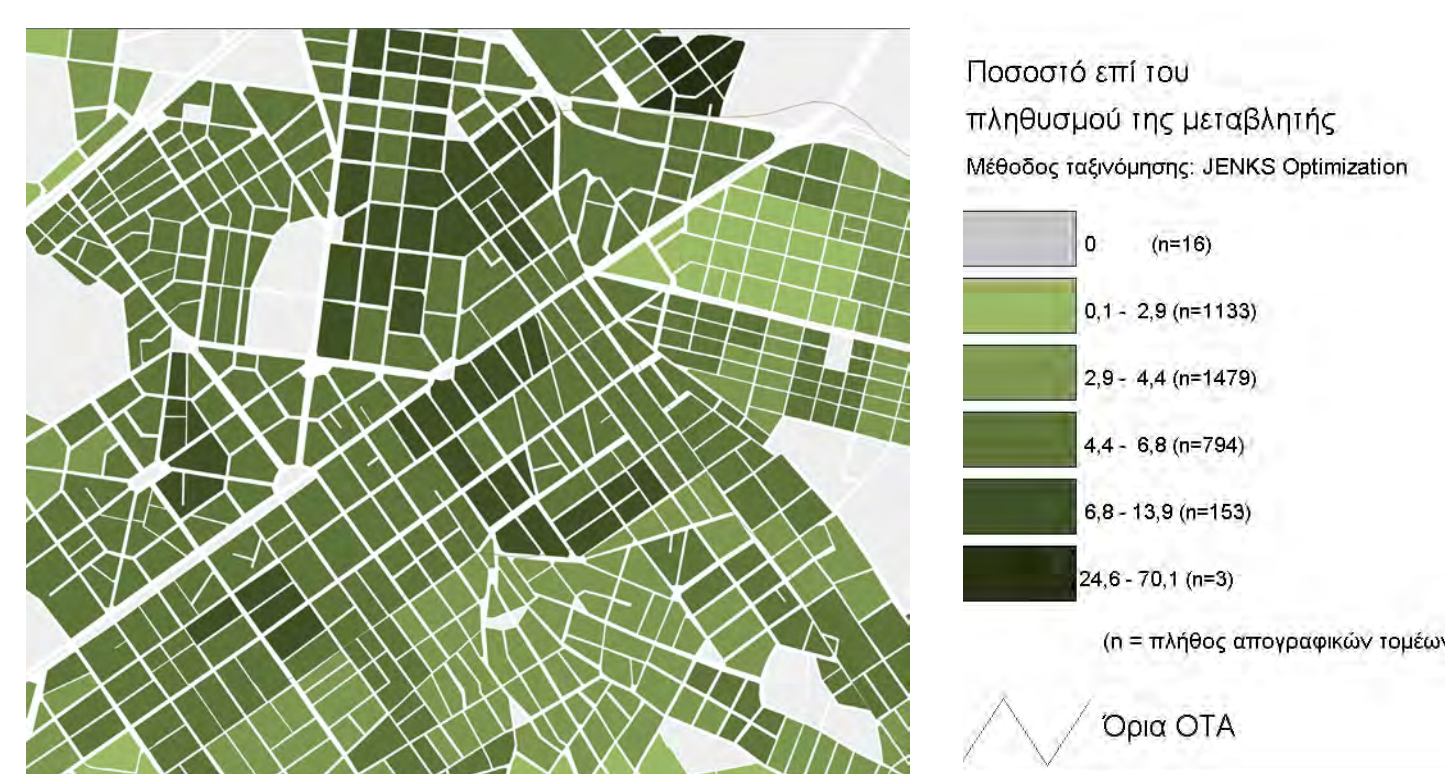 Ποσοστό επί του
πληθυσμού της μεταβλητής
Μέθοδος ταξινόμησης: JENKS Optimization
0 (n=16)
0,1 - 2,9 (n=1133)
2,9 - 4,4 (n=1479)
4,4 - 6,8 (n=794)
6,8 - 13,9 (n=153)
24,6 - 70,1 (n=3)
(n = πλήθος απογραφικών τομέων
Όρια ΟΤΑ